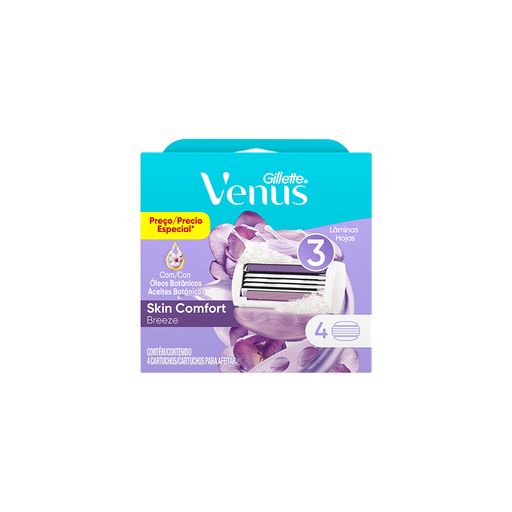 Gillette®
Venus
Preço/Precio
Especial*
3
Lâminas
Hojas
Com/Con
Óleos Botânicos
Aceites Botánicos
Skin Comfort
Breeze
4
CONTÉM/CONTENIDO
4 CARTUCHOS/CARTUCHOS PARA AFEITAR